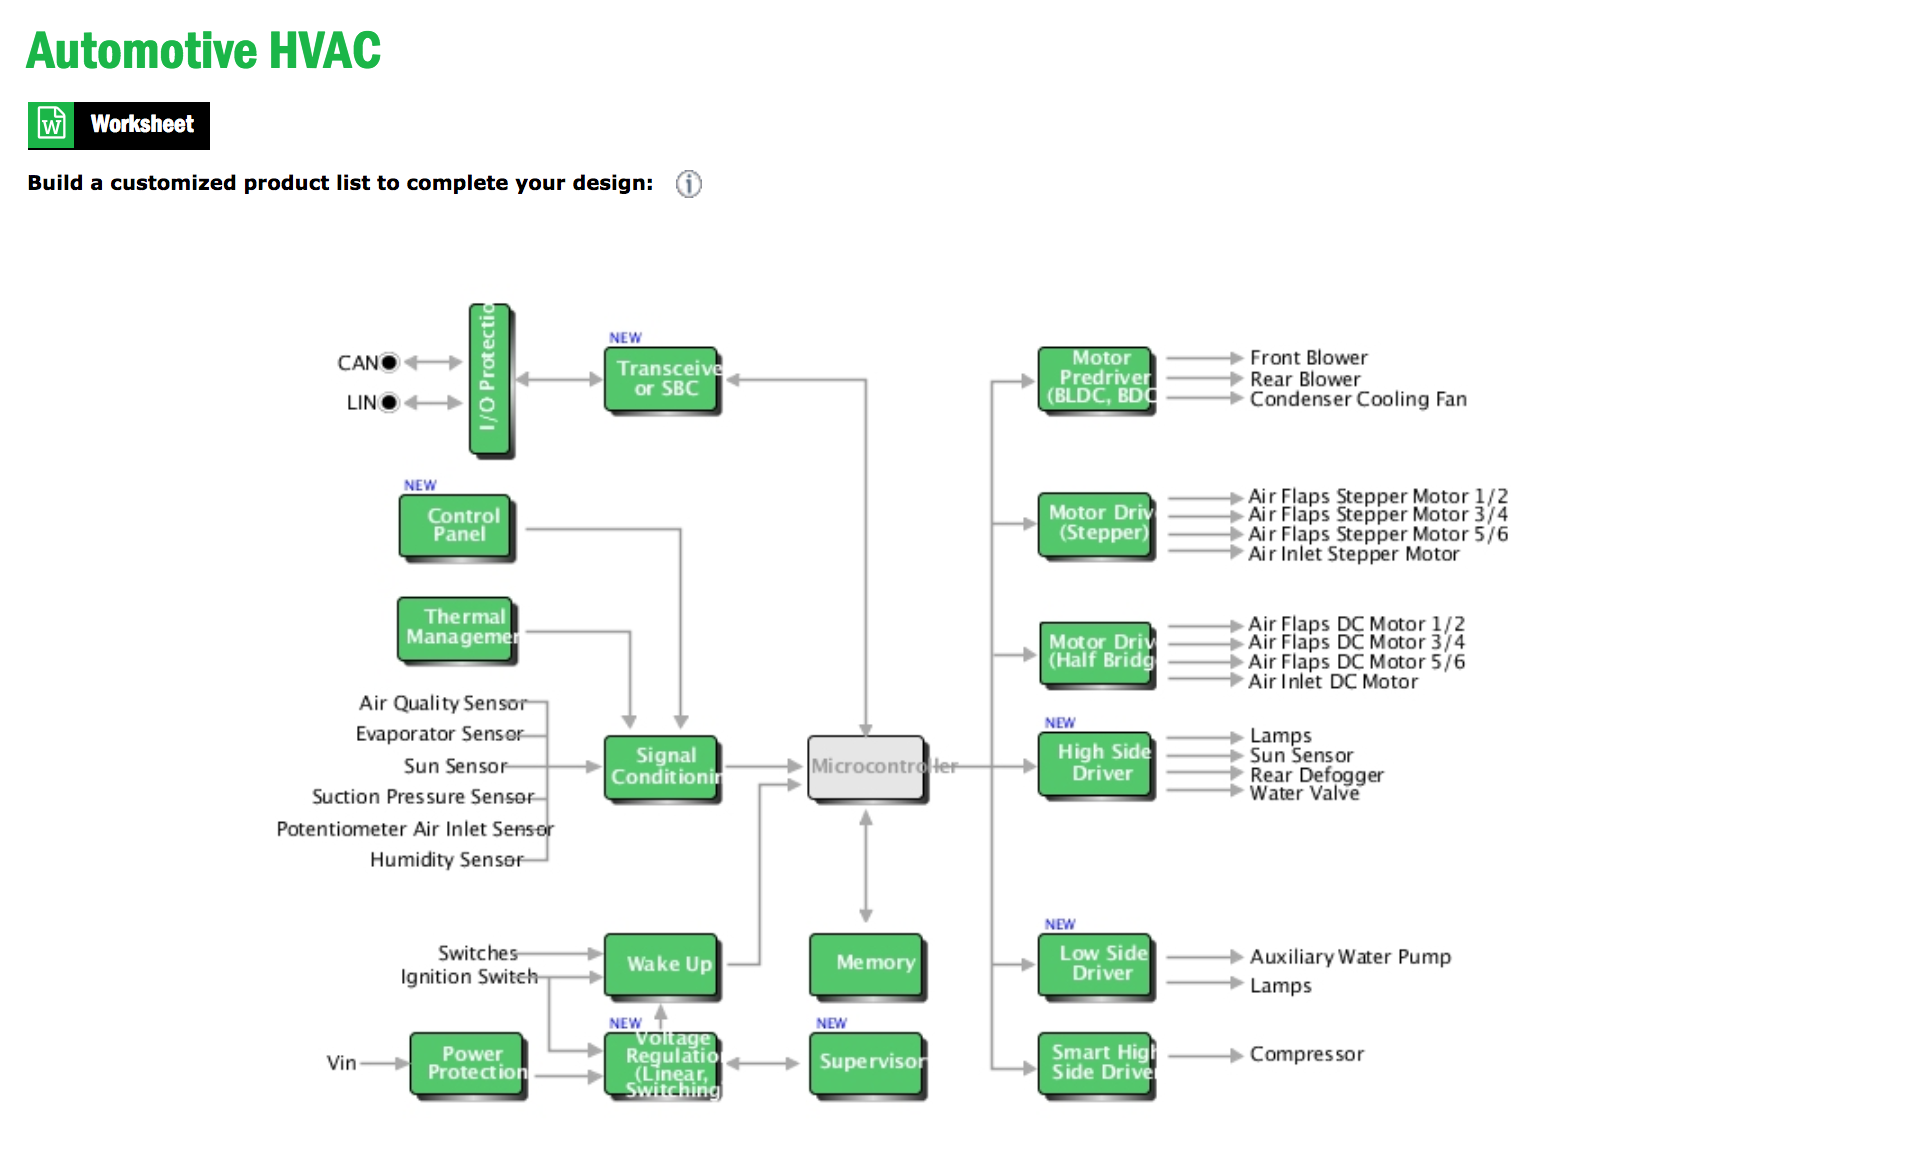 Automotive HVAC
W Worksheet
Build a customized product list to complete your design: i
CAN
LIN
I/O Protectio
NEW
Transceive
or SBC
NEW
Control
Panel
Thermal
Managemer
Air Quality Sensor
Evaporator Sensor
Sun Sensor
Suction Pressure Sensor
Potentiometer Air Inlet Sensor
Humidity Sensor
Signal
Conditionin
Microcontroller
Switches
Ignition Switch
Wake Up
Memory
Vin
Power
Protection
NEW
Voltage
Regulatio
(Linear,
Switching)
NEW
Supervisor
Motor
Predriver
(BLDC, BDC
Front Blower
Rear Blower
Condenser Cooling Fan
Motor Driv
(Stepper)
Air Flaps Stepper Motor 1/2
Air Flaps Stepper Motor 3/4
Air Flaps Stepper Motor 5/6
Air Inlet Stepper Motor
Motor Driv
(Half Bridg
Air Flaps DC Motor 1/2
Air Flaps DC Motor 3/4
Air Flaps DC Motor 5/6
Air Inlet DC Motor
NEW
High Side
Driver
Lamps
Sun Sensor
Rear Defogger
Water Valve
NEW
Low Side
Driver
Auxiliary Water Pump
Lamps
Smart High
Side Drive
Compressor